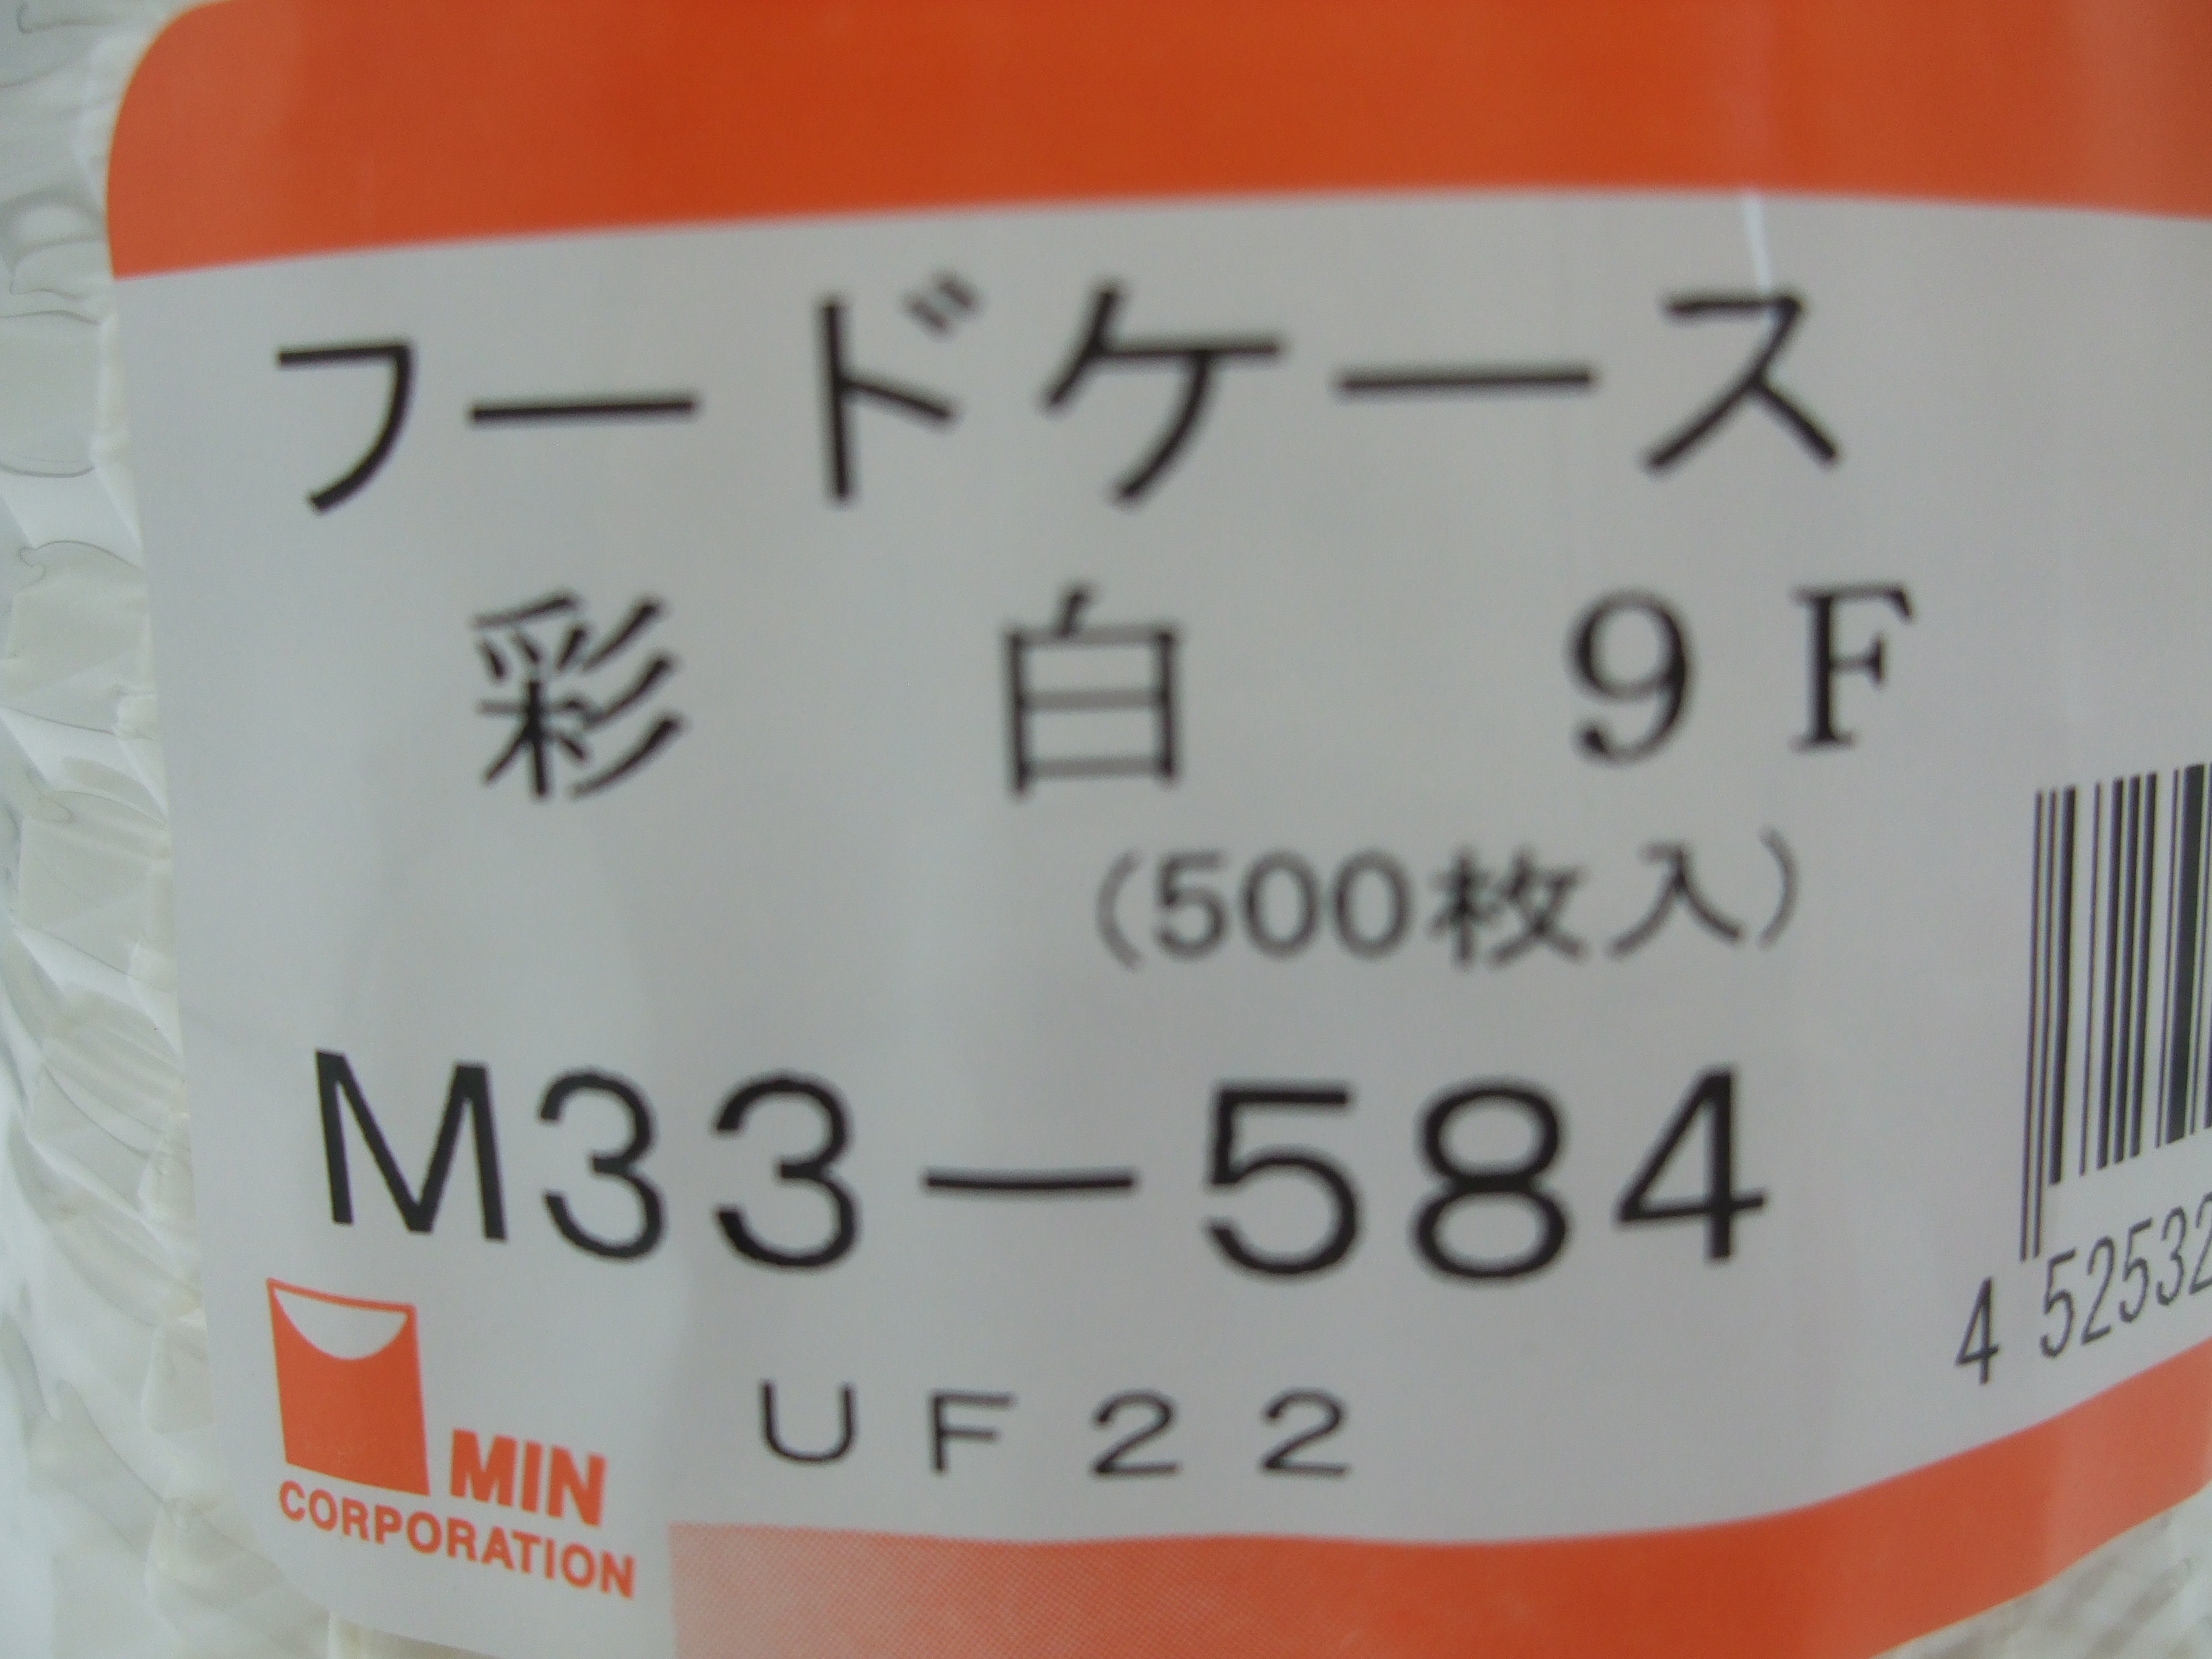 フードケース
彩 白 9F
(500枚入)
M33-584
UF22
MIN
CORPORATION
4 52532